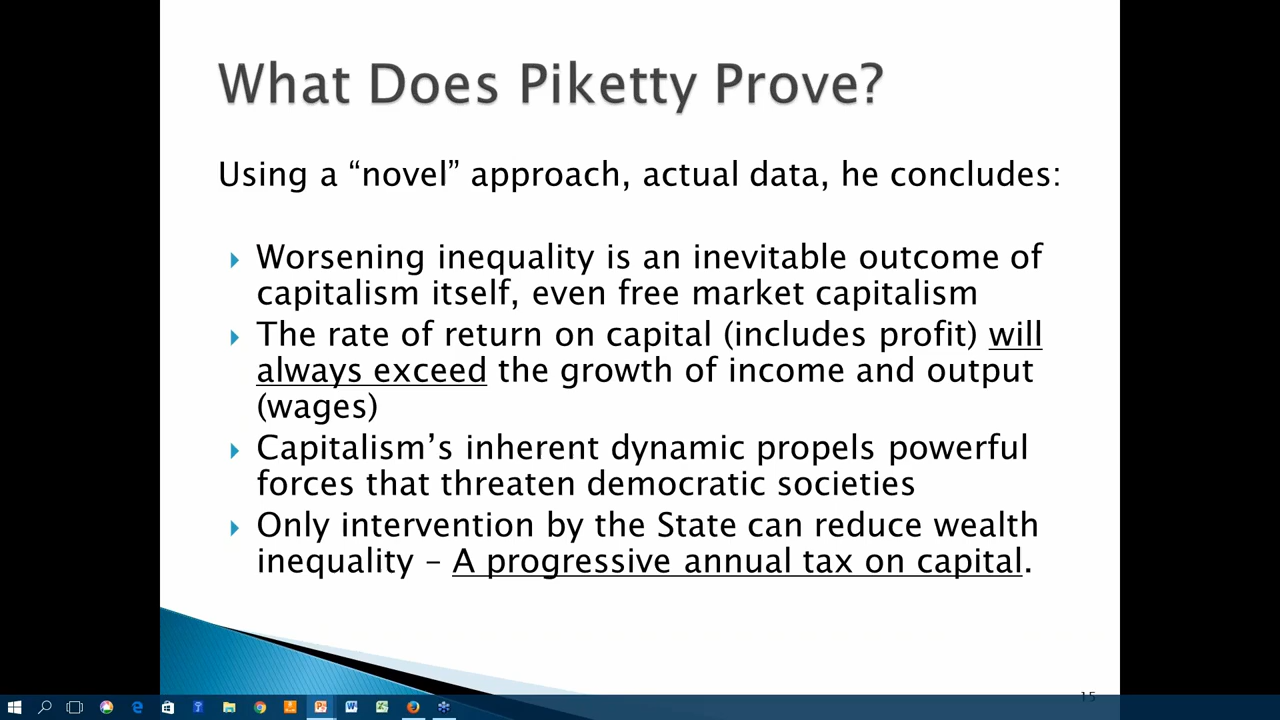 What Does Piketty Prove?
Using a “novel” approach, actual data, he concludes:
Worsening inequality is an inevitable outcome of
capitalism itself, even free market capitalism
The rate of return on capital (includes profit) will
always exceed the growth of income and output
(wages)
Capitalism’s inherent dynamic propels powerful
forces that threaten democratic societies
Only intervention by the State can reduce wealth
inequality – A progressive annual tax on capital.
15